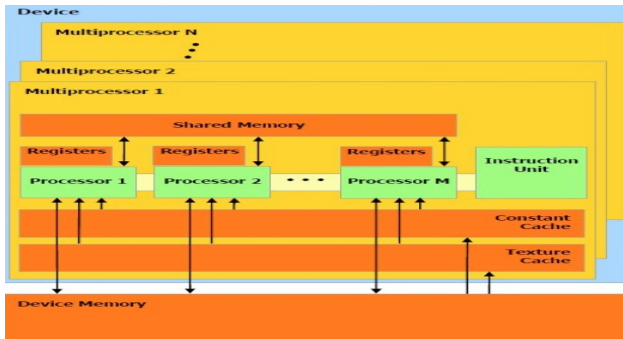 Device
Multiprocessor N
Multiprocessor 2
Multiprocessor 1
Shared Memory
Registers
Registers
Registers
Processor 1
Processor 2
Processor M
Instruction
Unit
Constant
Cache
Texture
Cache
Device Memory